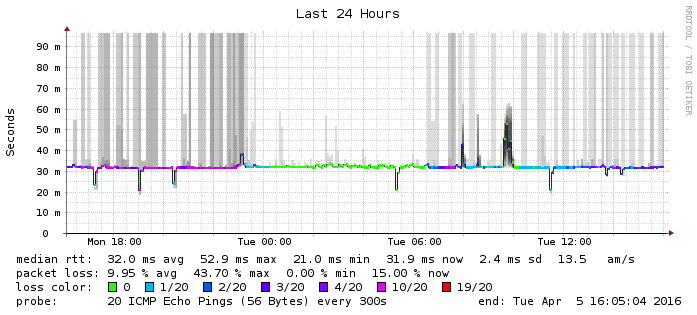 Last 24 Hours
RRDTOOL / TOBI OETIKER
Seconds
90 m
80 m
70 m
60 m
50 m
40 m
30 m
20 m
10 m
0
Mon 18:00 Tue 00:00 Tue 06:00 Tue 12:00
median rtt: 32.0 ms avg 52.9 ms max 21.0 ms min 31.9 ms now 2.4 ms sd 13.5 am/s
packet loss: 9.95 % avg 43.70 % max 0.00 % min 15.00 % now
loss color: 0 1/20 2/20 3/20 4/20 10/20 19/20
probe: 20 ICMP Echo Pings (56 Bytes) every 300s end: Tue Apr 5 16:05:04 2016